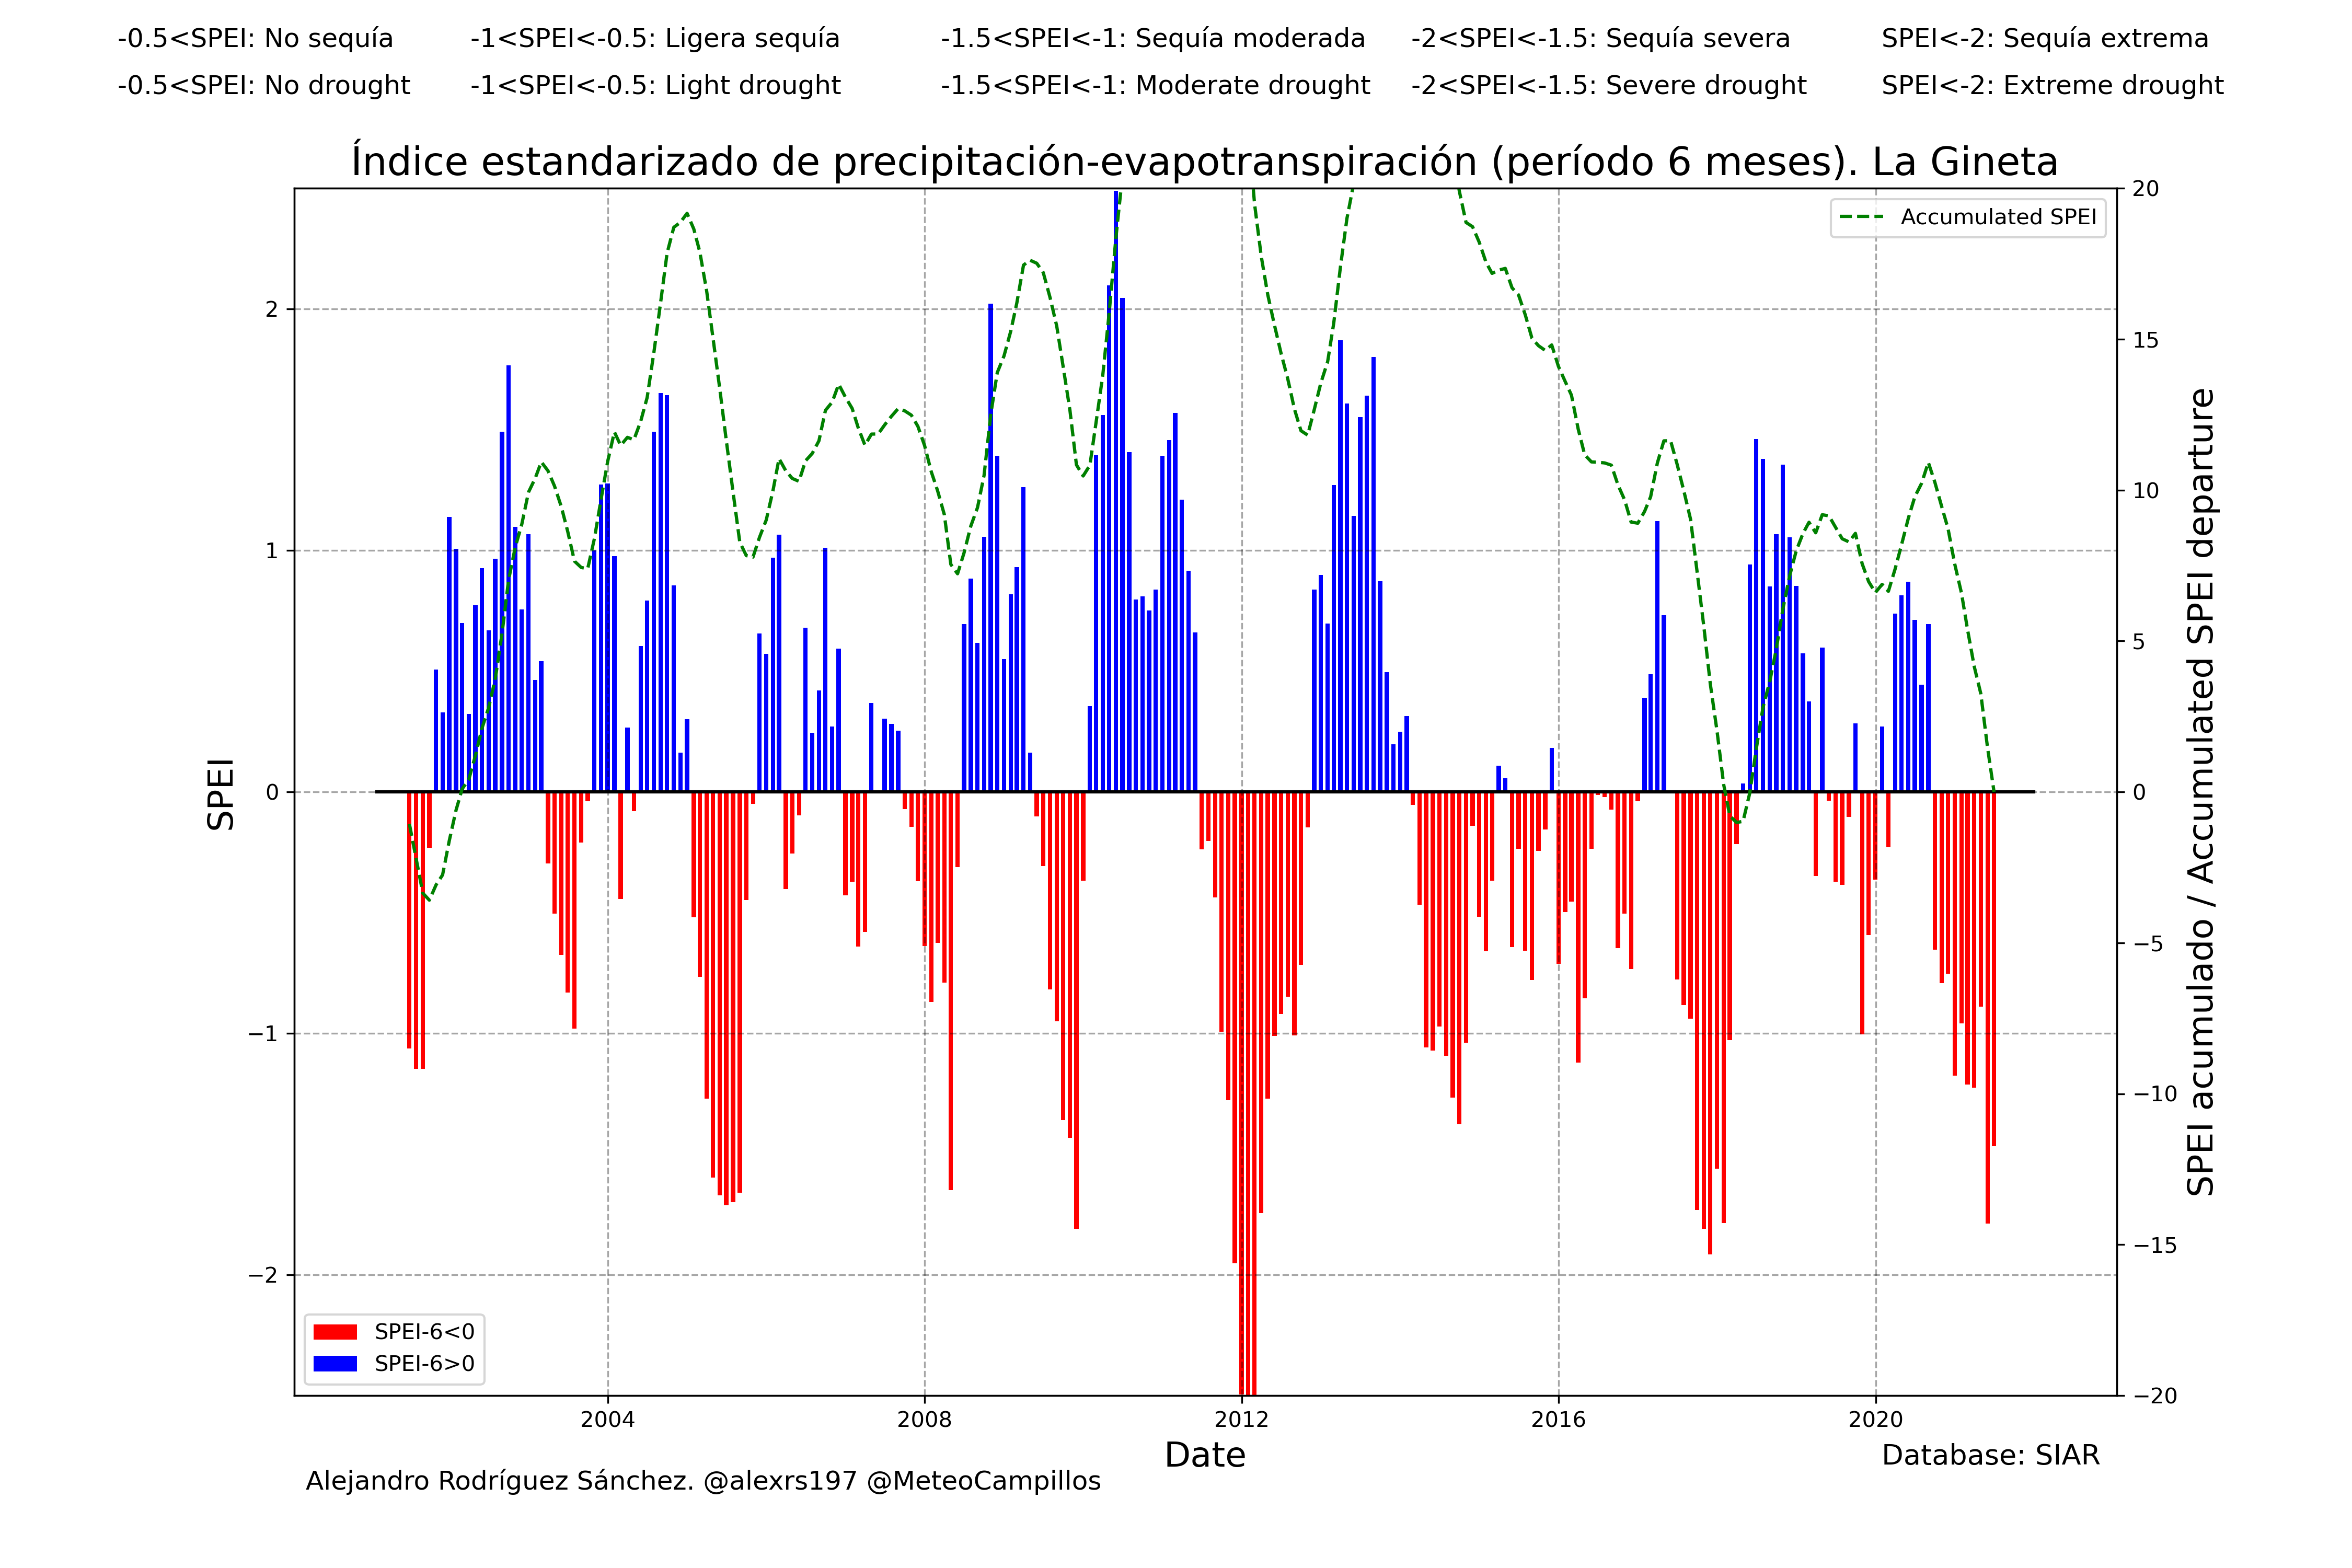 -0.5<SPEI: No sequía -1<SPEI<-0.5: Ligera sequía -1.5<SPEI<-1: Sequía moderada -2<SPEI<-1.5: Sequía severa SPEI<-2: Sequía extrema
-0.5<SPEI: No drought -1<SPEI<-0.5: Light drought -1.5<SPEI<-1: Moderate drought -2<SPEI<-1.5: Severe drought SPEI<-2: Extreme drought
Índice estandarizado de precipitación-evapotranspiración (período 6 meses). La Gineta
Accumulated SPEI
SPEI
2
1
0
−1
−2
20
15
10
5
0
−5
−10
−15
−20
SPEI acumulado / Accumulated SPEI departure
SPEI-6<0
SPEI-6>0
2004 2008 2012 2016 2020
Date
Database: SIAR
Alejandro Rodríguez Sánchez. @alexrs197 @MeteoCampillos